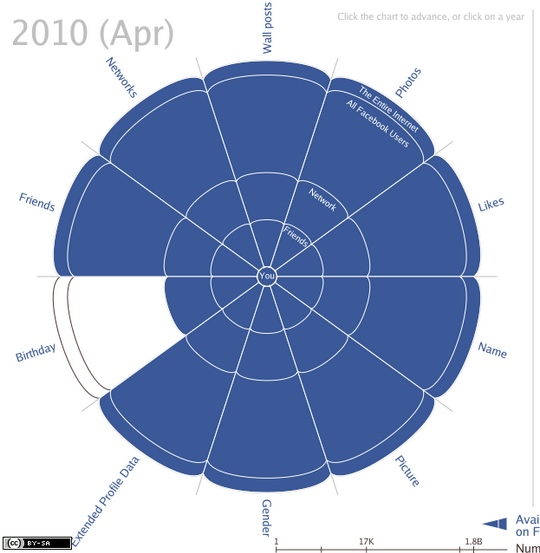 2010 (Apr)
Click the chart to advance, or click on a year
Wall posts
Networks
Photos
The Entire Internet
All Facebook Users
Friends
Network
Likes
Friends
You
Birthday
Name
Extended Profile Data
Picture
Gender
Avai
on F
1
17K
1.8B
Num
cc BY-SA